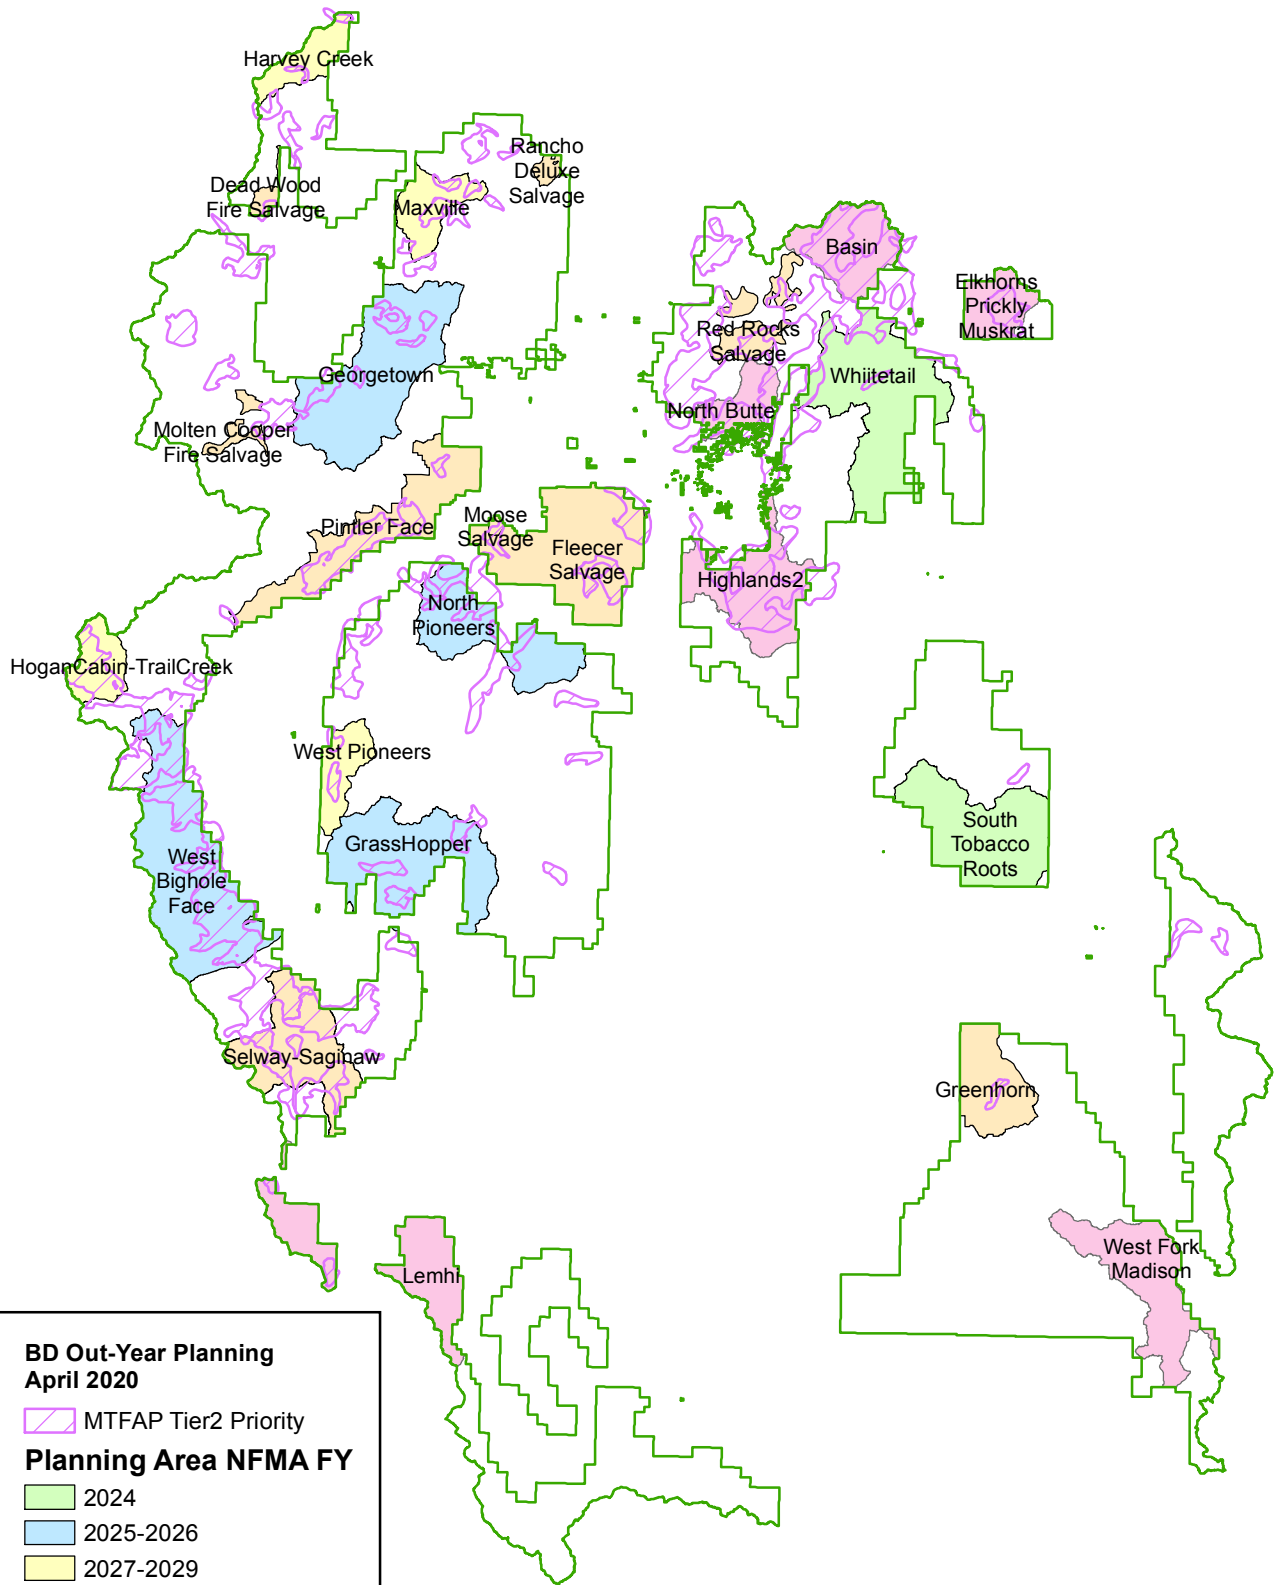 Harvey Creek
Rancho
Deluxe
Salvage
Dead Wood
Fire Salvage
Maxville
Basin
Elkhorns
Prickly
Muskrat
Red Rocks
Salvage
Georgetown
Whiitetail
North Butte
Molten Cooper
Fire Salvage
Pintler Face
Moose
Salvage
Fleecer
Salvage
Highlands2
North
Pioneers
HoganCabin-TrailCreek
West Pioneers
GrassHopper
South
Tobacco
Roots
West
Bighole
Face
Selway-Saginaw
Greenhorn
West Fork
Madison
Lemhi
BD Out-Year Planning
April 2020
MTFAP Tier2 Priority
Planning Area NFMA FY
2024
2025-2026
2027-2029